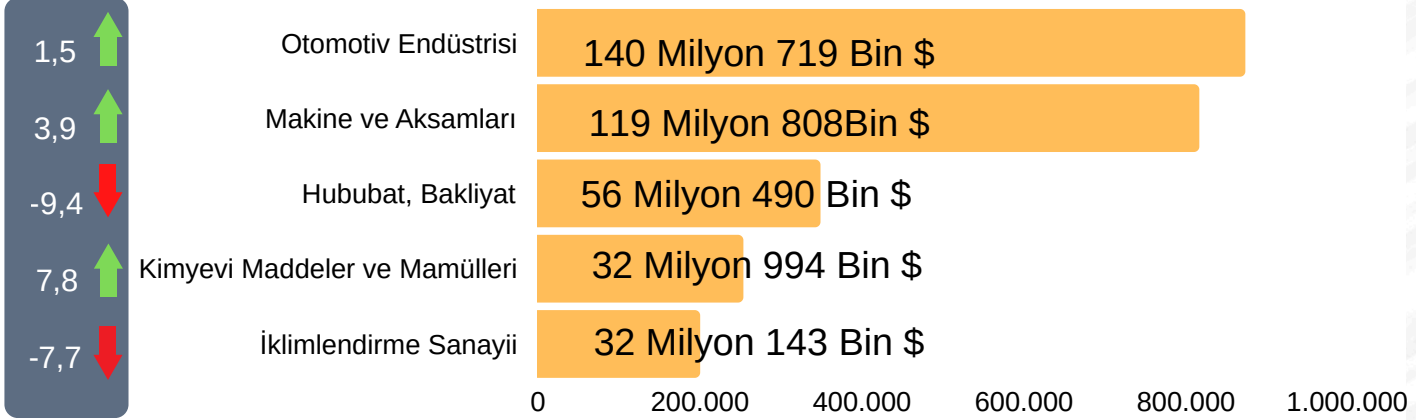 1,5 Otomotiv Endüstrisi 140 Milyon 719 Bin $
3,9 Makine ve Aksamları 119 Milyon 808Bin $
-9,4 Hububat, Bakliyat 56 Milyon 490 Bin $
7,8 Kimyevi Maddeler ve Mamülleri 32 Milyon 994 Bin $
-7,7 İklimlendirme Sanayii 32 Milyon 143 Bin $
0 200.000 400.000 600.000 800.000 1.000.000